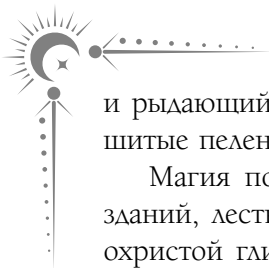 и рыдающий
шитые пелен
Магия по
зданий, лест
охристой гли